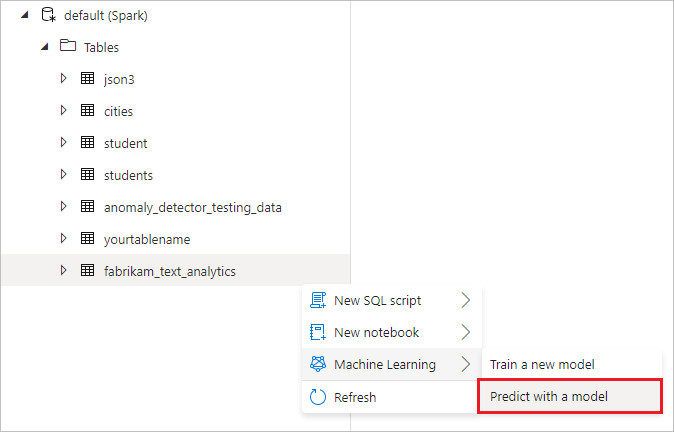 default (Spark)
Tables
json3
cities
student
students
anomaly_detector_testing_data
yourtablename
fabrikam_text_analytics
New SQL script
New notebook
Machine Learning
Train a new model
Refresh
Predict with a model